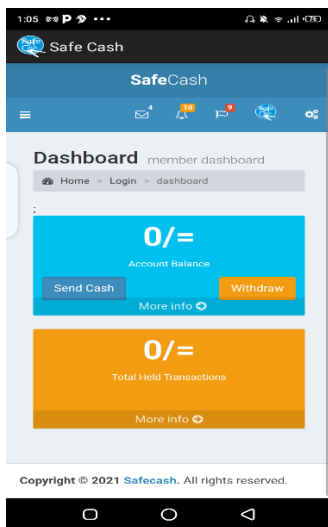 1:05
Safe Cash
SafeCash
4
10
9
Dashboard member dashboard
Home > Login > dashboard
;
0/=
Account Balance
Send Cash
Withdraw
More info
0/=
Total Held Transactions
More info
Copyright © 2021 Safecash. All rights reserved.